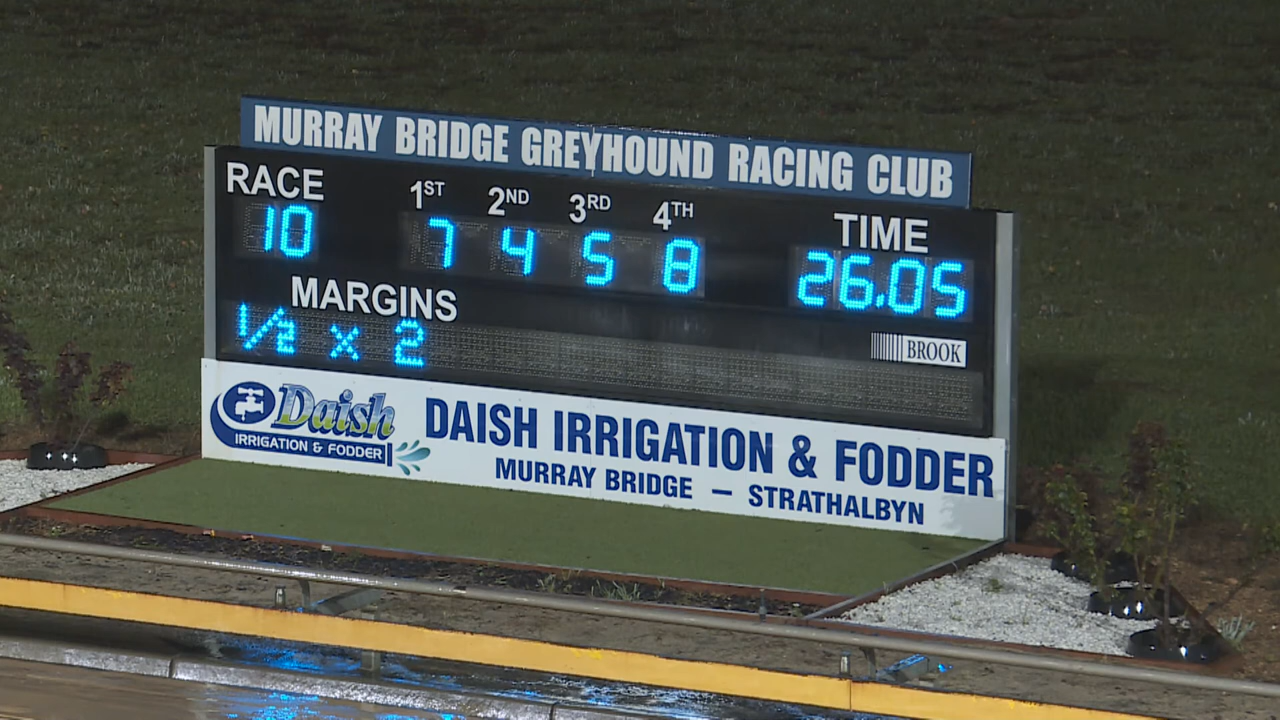 MURRAY BRIDGE GREYHOUND RACING CLUB
RACE 1ST 2ND 3RD 4TH TIME
10 7 4 5 8 26.05
MARGINS
1/2 x 2
BROOK
Daish
IRRIGATION & FODDER
DAISH IRRIGATION & FODDER
MURRAY BRIDGE – STRATHALBYN